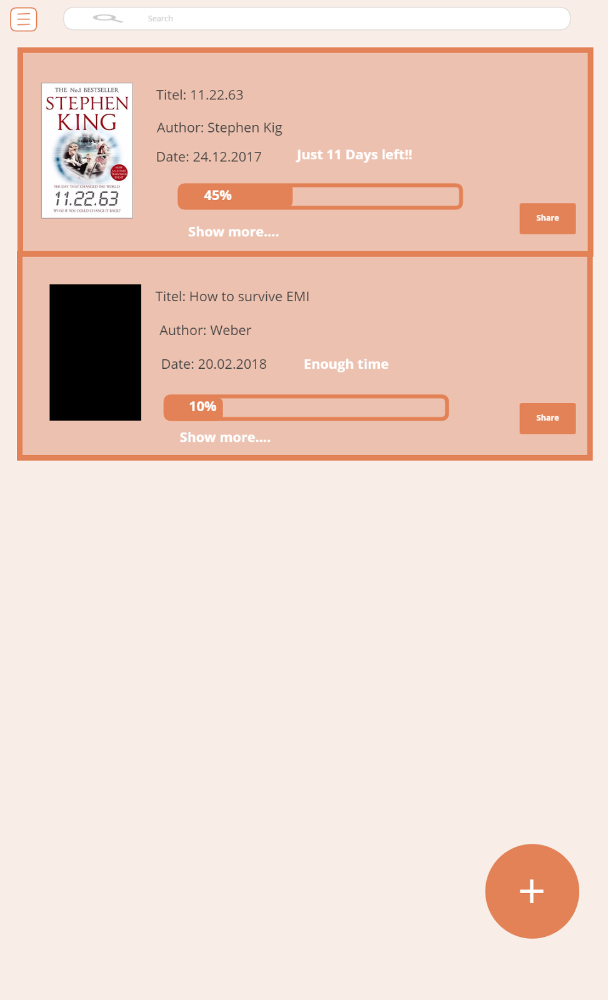 Search
THE No.1 BESTSELLER
STEPHEN
KING
NOW
AN 8-PART
TELEVISION
EVENT
THE DAY THAT CHANGED THE WORLD
11.22.63
WHAT IF YOU COULD CHANGE IT BACK?
Titel: 11.22.63
Author: Stephen Kig
Date: 24.12.2017
Just 11 Days left!!
45%
Show more....
Share
Titel: How to survive EMI
Author: Weber
Date: 20.02.2018
Enough time
10%
Show more....
Share